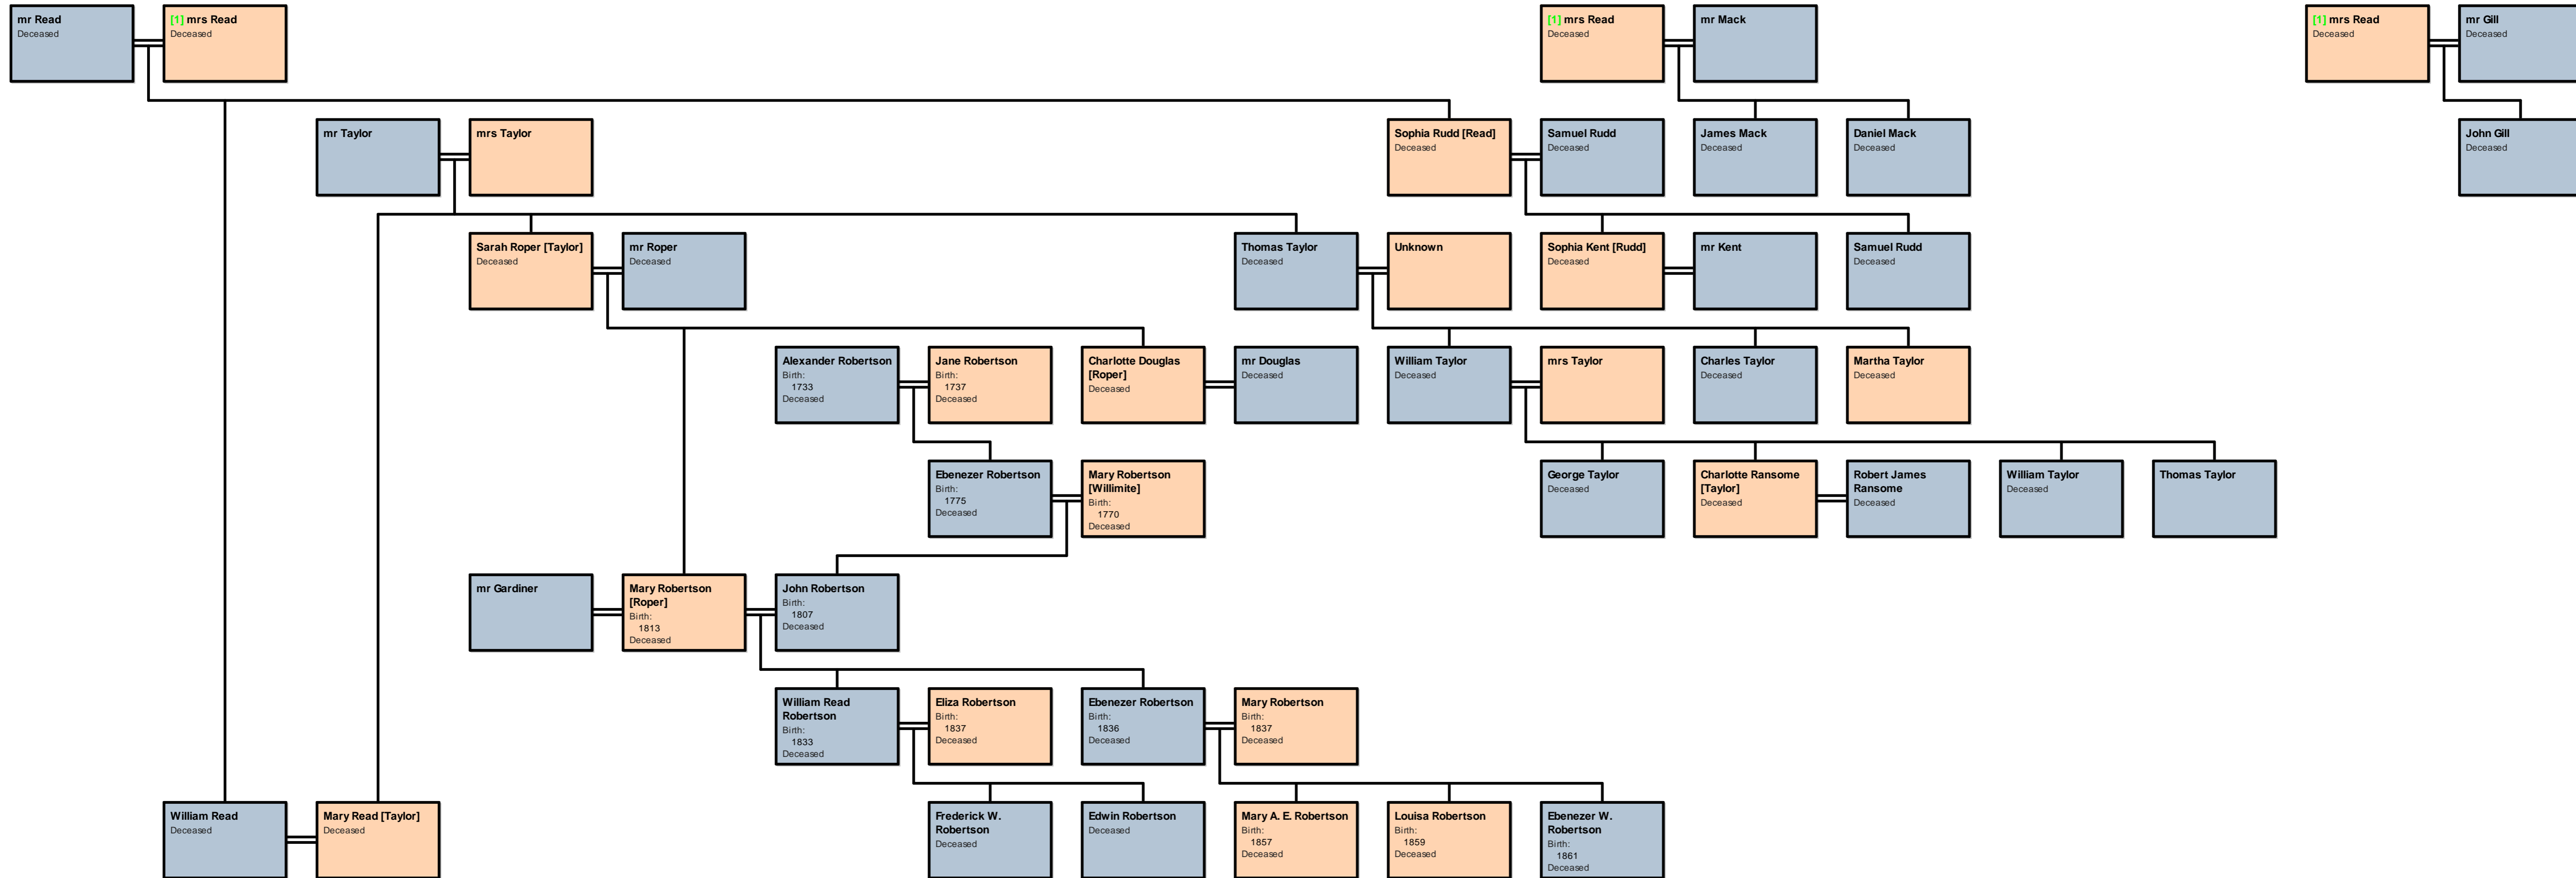 mr Read
Deceased
[1] mrs Read
Deceased
[1] mrs Read
Deceased
mr Mack
Deceased
[1] mrs Read
Deceased
mr Gill
Deceased
mr Taylor
mrs Taylor
Sophia Rudd [Read]
Deceased
Samuel Rudd
Deceased
James Mack
Deceased
Daniel Mack
Deceased
John Gill
Deceased
Sarah Roper [Taylor]
Deceased
mr Roper
Deceased
Thomas Taylor
Deceased
Unknown
Sophia Kent [Rudd]
Deceased
mr Kent
Deceased
Samuel Rudd
Deceased
Alexander Robertson
Birth:
1733
Deceased
Jane Robertson
Birth:
1737
Deceased
Charlotte Douglas
[Roper]
Deceased
mr Douglas
Deceased
William Taylor
Deceased
mrs Taylor
Deceased
Charles Taylor
Deceased
Martha Taylor
Deceased
Ebenezer Robertson
Birth:
1775
Deceased
Mary Robertson
[Willimite]
Birth:
1770
Deceased
George Taylor
Deceased
Charlotte Ransome
[Taylor]
Deceased
Robert James
Ransome
Deceased
William Taylor
Deceased
Thomas Taylor
mr Gardiner
Mary Robertson
[Roper]
Birth:
1813
Deceased
John Robertson
Birth:
1807
Deceased
William Read
Robertson
Birth:
1833
Deceased
Eliza Robertson
Birth:
1837
Deceased
Ebenezer Robertson
Birth:
1836
Deceased
Mary Robertson
Birth:
1837
Deceased
William Read
Deceased
Mary Read [Taylor]
Deceased
Frederick W.
Robertson
Deceased
Edwin Robertson
Deceased
Mary A. E. Robertson
Birth:
1857
Deceased
Louisa Robertson
Birth:
1859
Deceased
Ebenezer W.
Robertson
Birth:
1861
Deceased